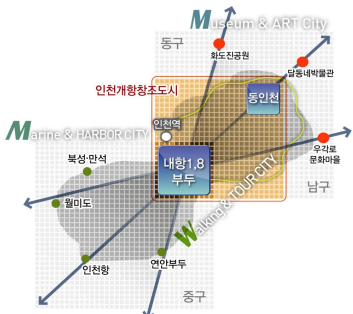 Museum & ART City
동구
화도진공원
달동네박물관
인천개항창조도시
동인천
인천역
Marine & HARBOR CITY
우각로
문화마을
내항1,8
부두
북성·만석
남구
월미도
Walking & TOUR CITY
인천항
연안부두
중구